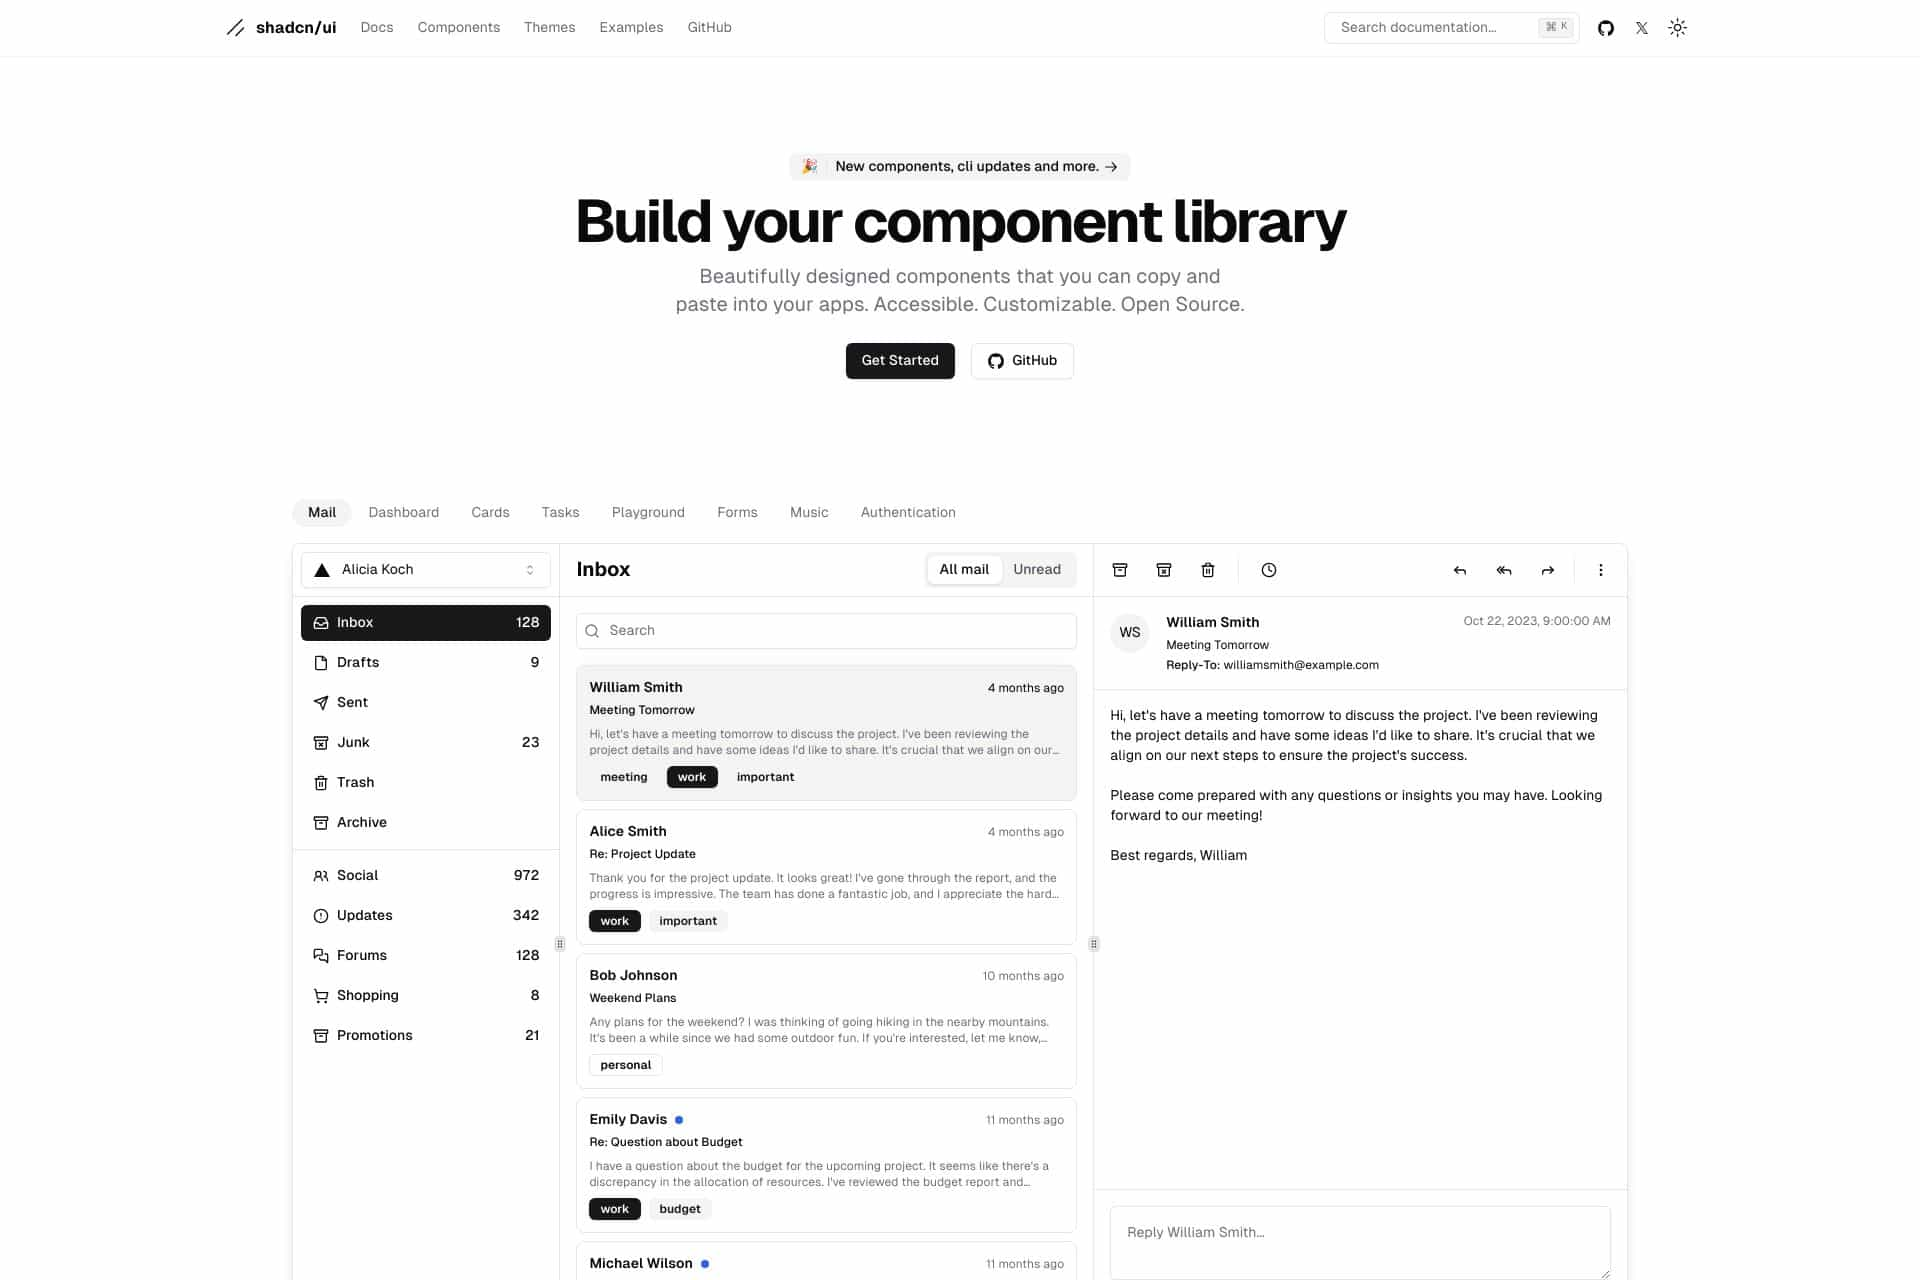 shadcn/ui Docs Components Themes Examples GitHub Search documentation... ⌘ K
🎉 New components, cli updates and more. →
Build your component library
Beautifully designed components that you can copy and
paste into your apps. Accessible. Customizable. Open Source.
Get Started GitHub
Mail Dashboard Cards Tasks Playground Forms Music Authentication
Alicia Koch
Inbox 128
Drafts 9
Sent
Junk 23
Trash
Archive
Social 972
Updates 342
Forums 128
Shopping 8
Promotions 21
Inbox All mail Unread
Search
William Smith 4 months ago
Meeting Tomorrow
Hi, let's have a meeting tomorrow to discuss the project. I've been reviewing the
project details and have some ideas I'd like to share. It's crucial that we align on our...
meeting work important
Alice Smith 4 months ago
Re: Project Update
Thank you for the project update. It looks great! I've gone through the report, and the
progress is impressive. The team has done a fantastic job, and I appreciate the hard...
work important
Bob Johnson 10 months ago
Weekend Plans
Any plans for the weekend? I was thinking of going hiking in the nearby mountains.
It's been a while since we had some outdoor fun. If you're interested, let me know,...
personal
Emily Davis 11 months ago
Re: Question about Budget
I have a question about the budget for the upcoming project. It seems like there's a
discrepancy in the allocation of resources. I've reviewed the budget report and...
work budget
Michael Wilson 11 months ago
WS
William Smith Oct 22, 2023, 9:00:00 AM
Meeting Tomorrow
Reply-To: williamsmith@example.com
Hi, let's have a meeting tomorrow to discuss the project. I've been reviewing
the project details and have some ideas I'd like to share. It's crucial that we
align on our next steps to ensure the project's success.
Please come prepared with any questions or insights you may have. Looking
forward to our meeting!
Best regards, William
Reply William Smith...